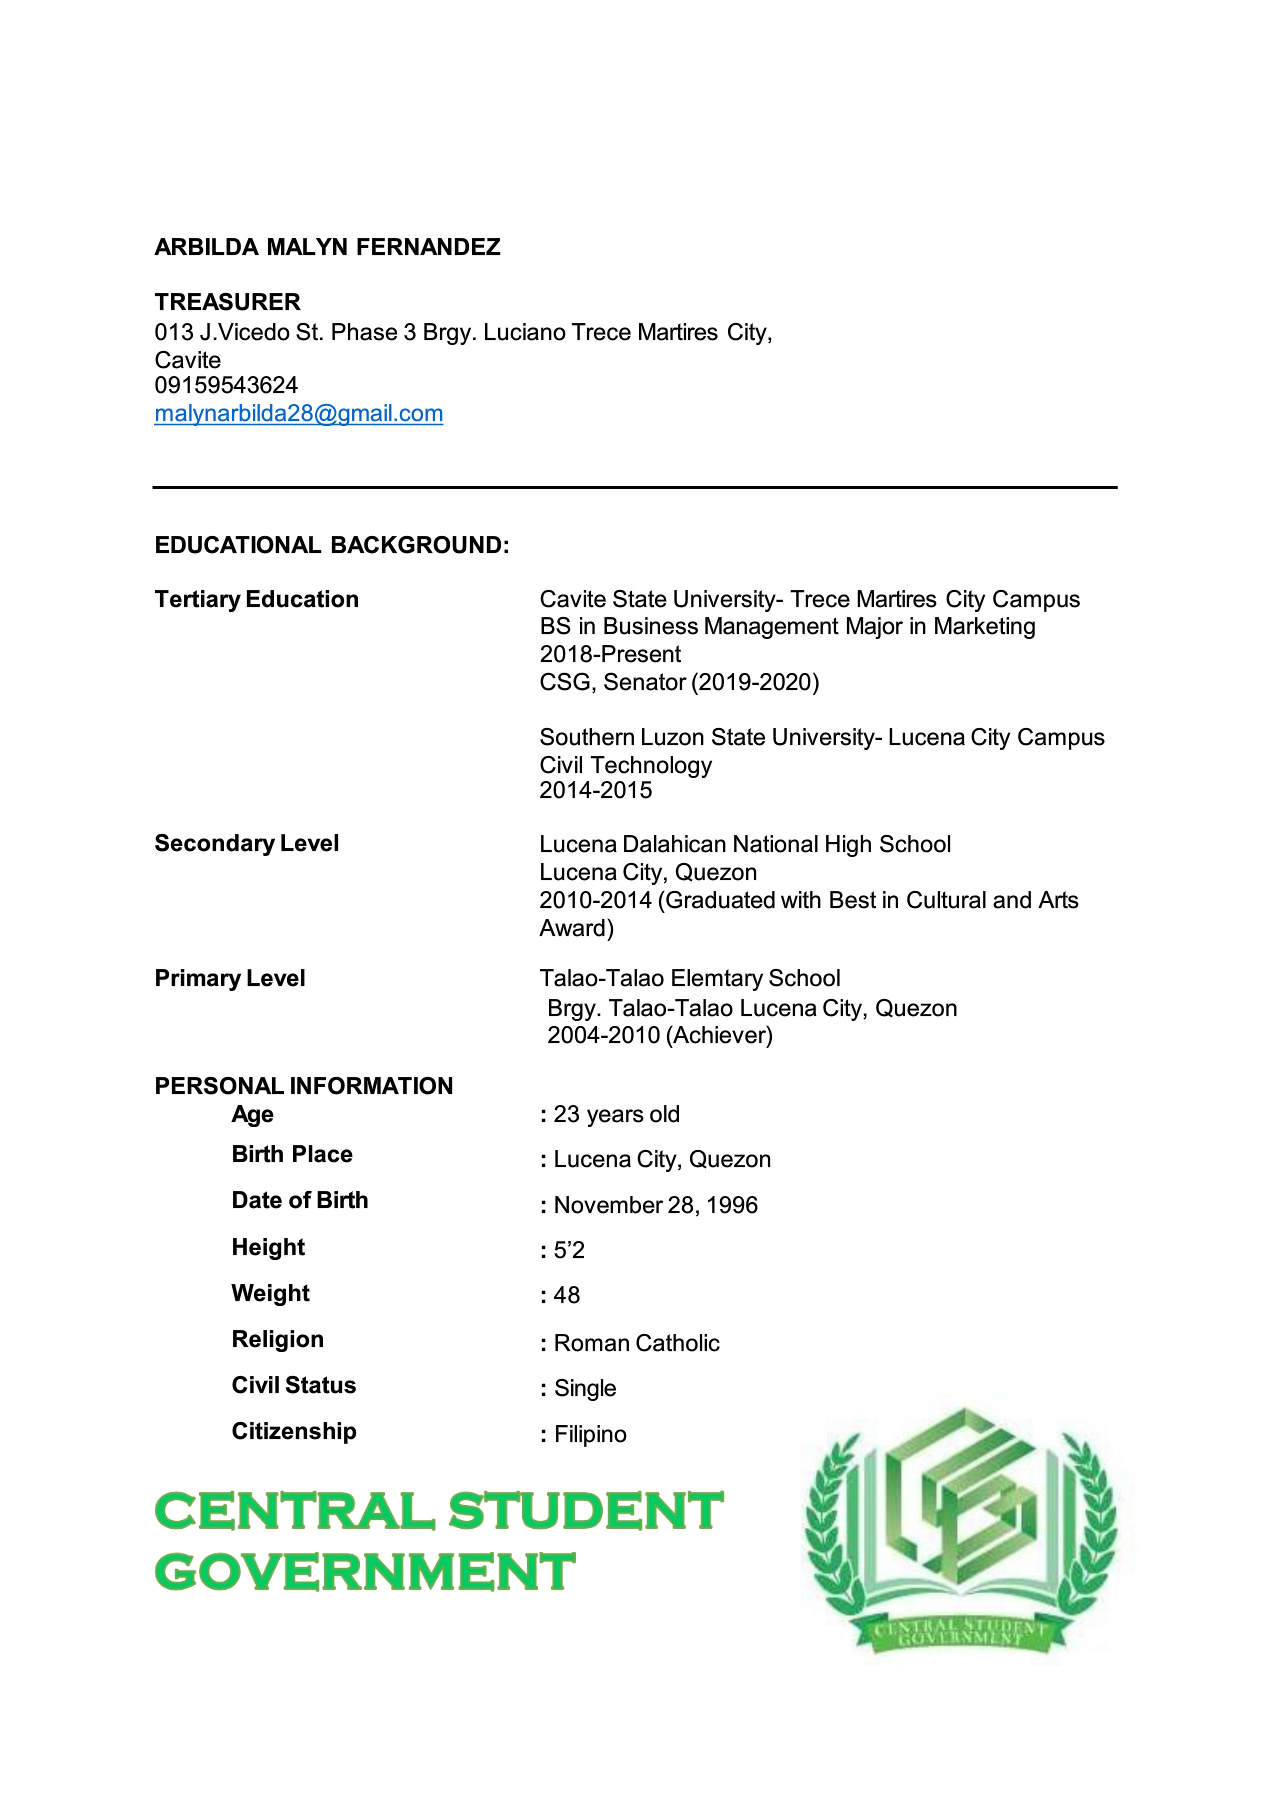 ARBILDA MALYN FERNANDEZ
TREASURER
013 J.Vicedo St. Phase 3 Brgy. Luciano Trece Martires City,
Cavite
09159543624
malynarbilda28@gmail.com
EDUCATIONAL BACKGROUND:
Tertiary Education Cavite State University- Trece Martires City Campus
BS in Business Management Major in Marketing
2018-Present
CSG, Senator (2019-2020)
Southern Luzon State University- Lucena City Campus
Civil Technology
2014-2015
Secondary Level Lucena Dalahican National High School
Lucena City, Quezon
2010-2014 (Graduated with Best in Cultural and Arts
Award)
Primary Level Talao-Talao Elemtary School
Brgy. Talao-Talao Lucena City, Quezon
2004-2010 (Achiever)
PERSONAL INFORMATION
Age : 23 years old
Birth Place : Lucena City, Quezon
Date of Birth : November 28, 1996
Height : 5’2
Weight : 48
Religion : Roman Catholic
Civil Status : Single
Citizenship : Filipino
CENTRAL STUDENT
GOVERNMENT
CENTRAL STUDENT
GOVERNMENT